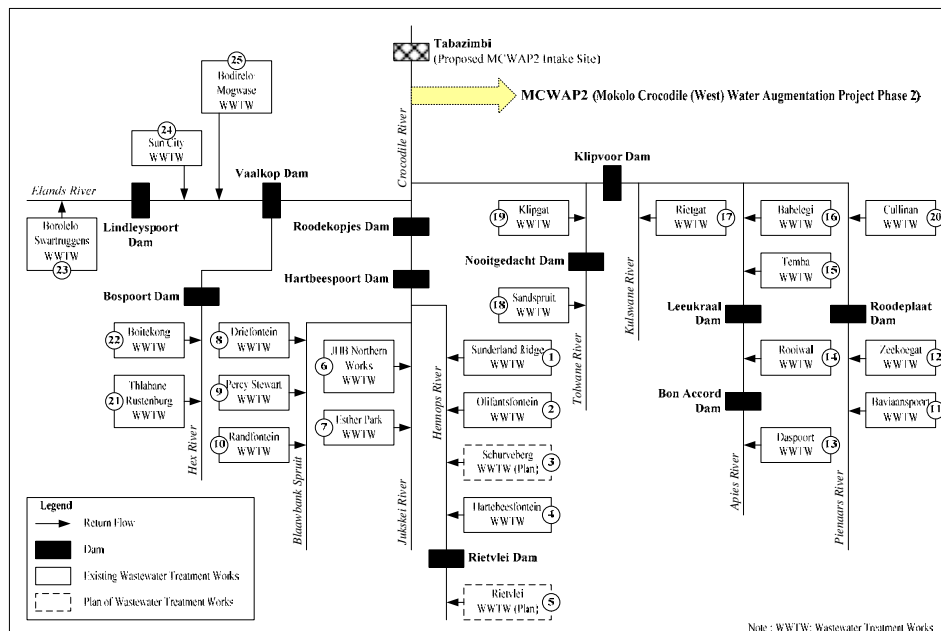 Tabazimbi
(Proposed MCWAP2 Intake Site)
MCWAP2 (Mokolo Crocodile (West) Water Augmentation Project Phase 2)
Crocodile River
25
Bodirelo
Mogwase
WWTW
24
Sun City
WWTW
Elands River
Borolelo
Swartruggens
WWTW
23
Lindleyspoort
Dam
Vaalkop Dam
Roodekopjes Dam
Hartbeespoort Dam
Bospoort Dam
22
Boitekong
WWTW
21
Thlabane
Rustenburg
WWTW
Hex River
8
Driefontein
WWTW
9
Percy Stewart
WWTW
10
Randfontein
WWTW
Blaawbank Spruit
6
JHB Northern
Works
WWTW
7
Esther Park
WWTW
Jukskei River
Hennops River
Sunderland Ridge
WWTW
1
Olifantsfontein
WWTW
2
Schurveberg
WWTW (Plan)
3
Hartebeesfontein
WWTW
4
Rietvlei Dam
Rietvlei
WWTW (Plan)
5
Klipvoor Dam
19
Klipgat
WWTW
Nooitgedacht Dam
18
Sandspruit
WWTW
Tolwane River
Kulswane River
Rietgat
WWTW
17
Babelegi
WWTW
16
Temba
WWTW
15
Leeukraal
Dam
Rooiwal
WWTW
14
Bon Accord
Dam
Daspoort
WWTW
13
Apies River
Cullinan
WWTW
20
Roodeplaat
Dam
Zeekoegat
WWTW
12
Baviaanspoort
WWTW
11
Pienaars River
Legend
Return Flow
Dam
Existing Wastewater Treatment Works
Plan of Wastewater Treatment Works
Note : WWTW: Wastewater Treatment Works